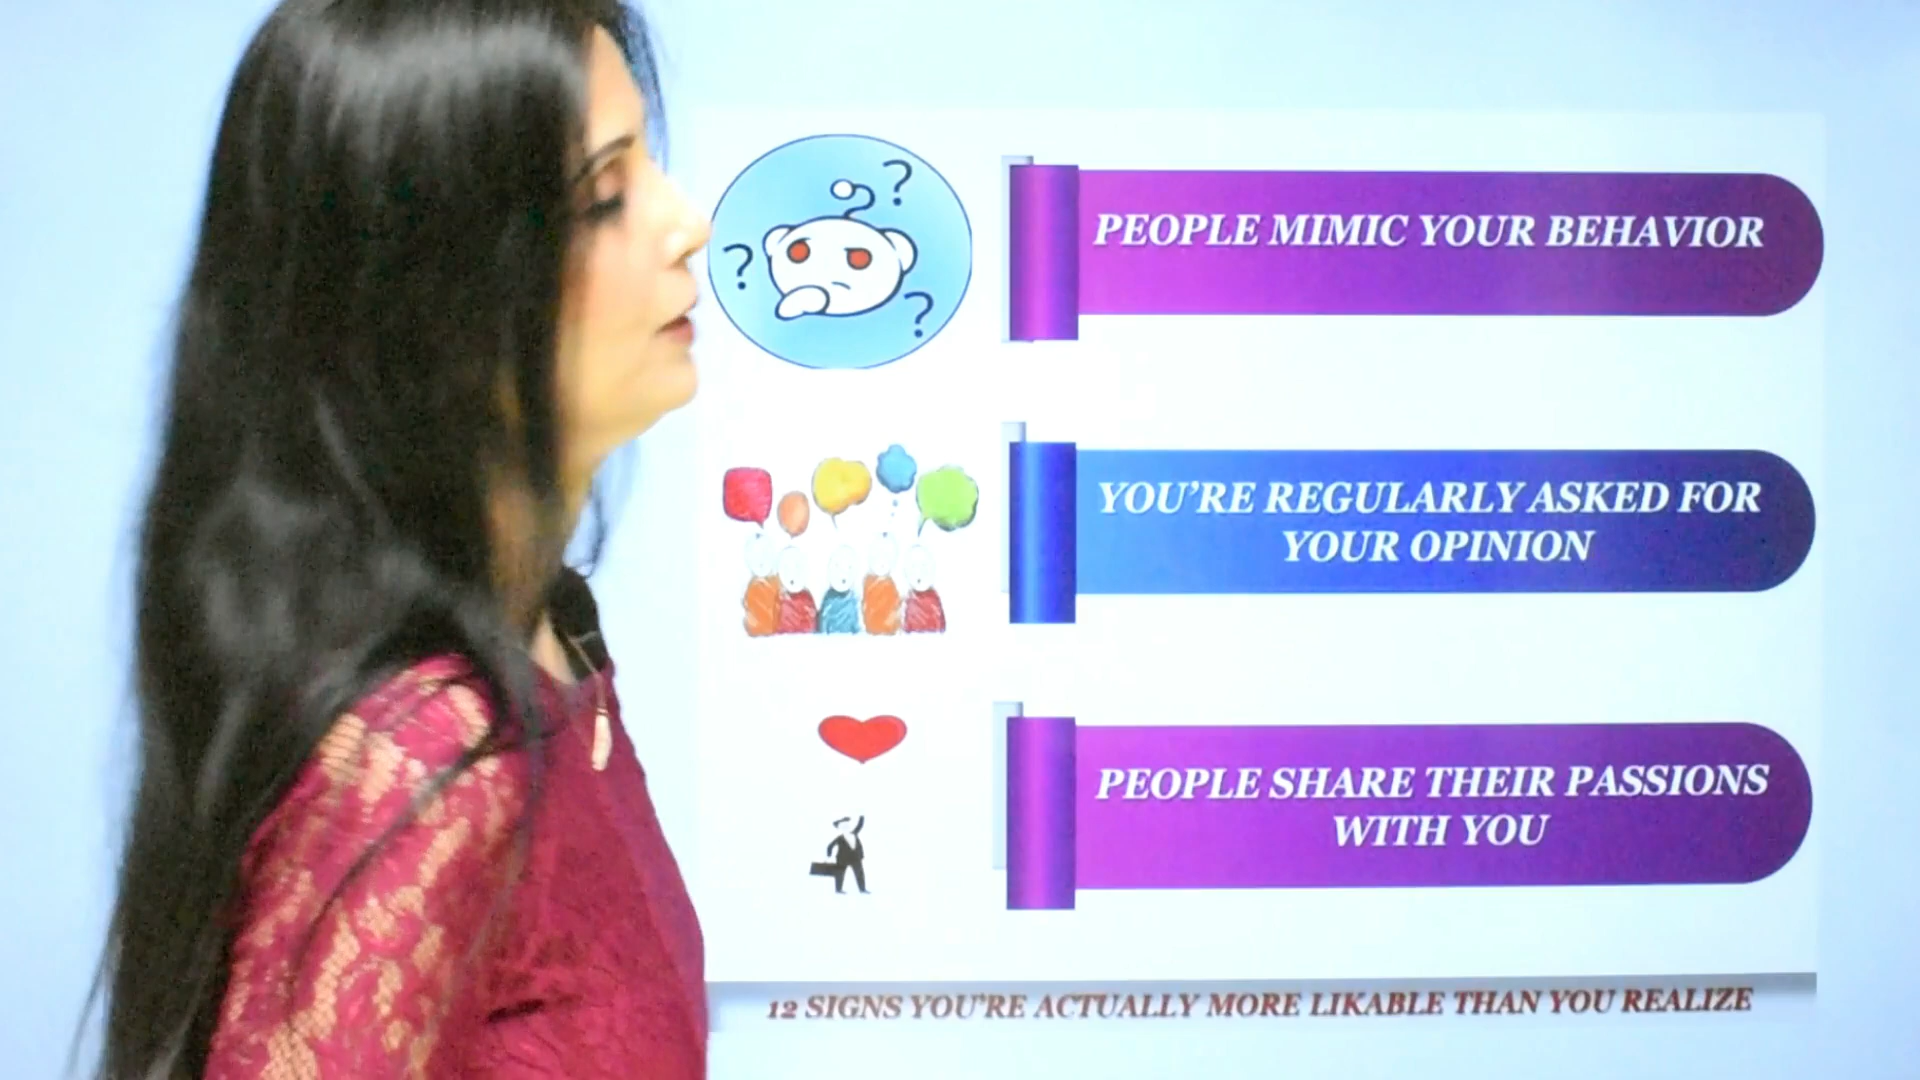 PEOPLE MIMIC YOUR BEHAVIOR
YOU'RE REGULARLY ASKED FOR
YOUR OPINION
PEOPLE SHARE THEIR PASSIONS
WITH YOU
12 SIGNS YOU'RE ACTUALLY MORE LIKABLE THAN YOU REALIZE